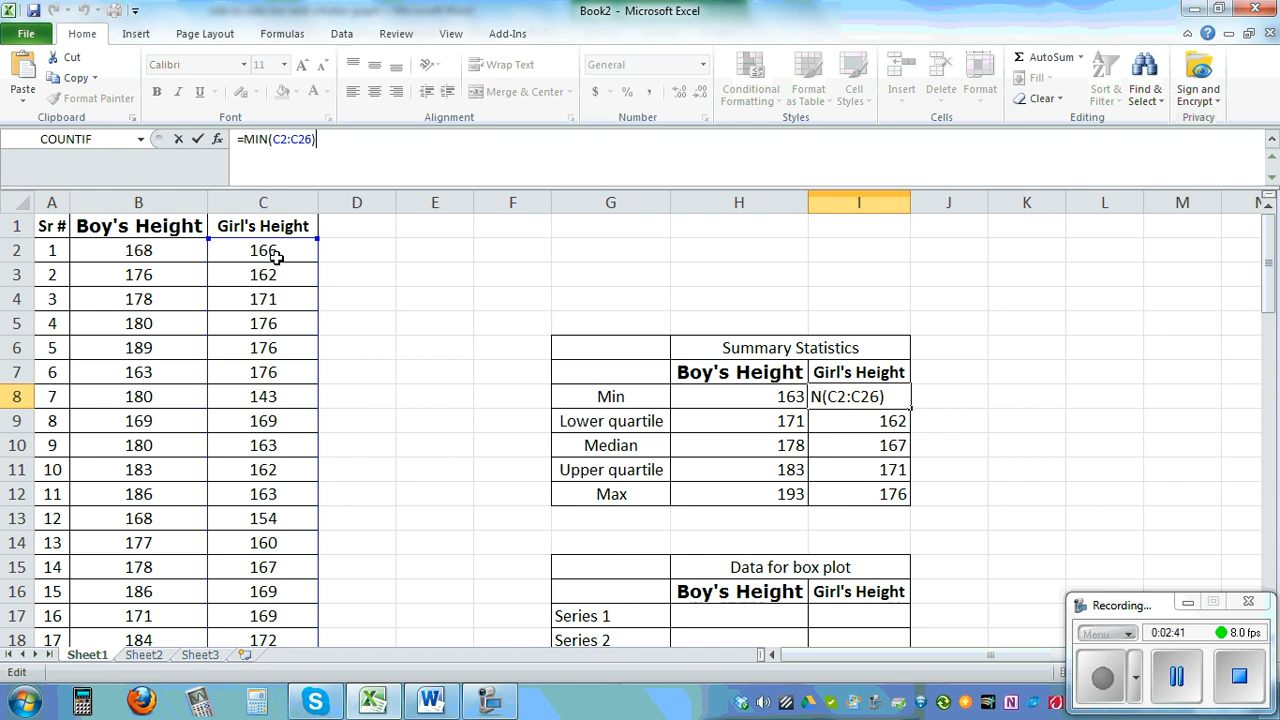 Book2 - Microsoft Excel
File Home Insert Page Layout Formulas Data Review View Add-Ins
Paste
Cut
Copy
Format Painter
Clipboard
Calibri 11
B I U
Font
Wrap Text
Merge & Center
Alignment
General
$ % ,
Number
Conditional Formatting
Format as Table
Cell Styles
Styles
Insert
Delete
Format
Cells
Σ AutoSum
Fill
Clear
Sort & Filter
Find & Select
Editing
Sign and Encrypt
Privacy
COUNTIF fx =MIN(C2:C26)
A B C D E F G H I J K L M N
1 Sr # Boy's Height Girl's Height
2 1 168 166
3 2 176 162
4 3 178 171
5 4 180 176
6 5 189 176 Summary Statistics
7 6 163 176 Boy's Height Girl's Height
8 7 180 143 Min 163 N(C2:C26)
9 8 169 169 Lower quartile 171 162
10 9 180 163 Median 178 167
11 10 183 162 Upper quartile 183 171
12 11 186 163 Max 193 176
13 12 168 154
14 13 177 160
15 14 178 167 Data for box plot
16 15 186 169 Boy's Height Girl's Height
17 16 171 169 Series 1
18 17 184 172 Series 2
Sheet1 Sheet2 Sheet3
Edit
Recording...
Menu 0:02:41 8.0 fps